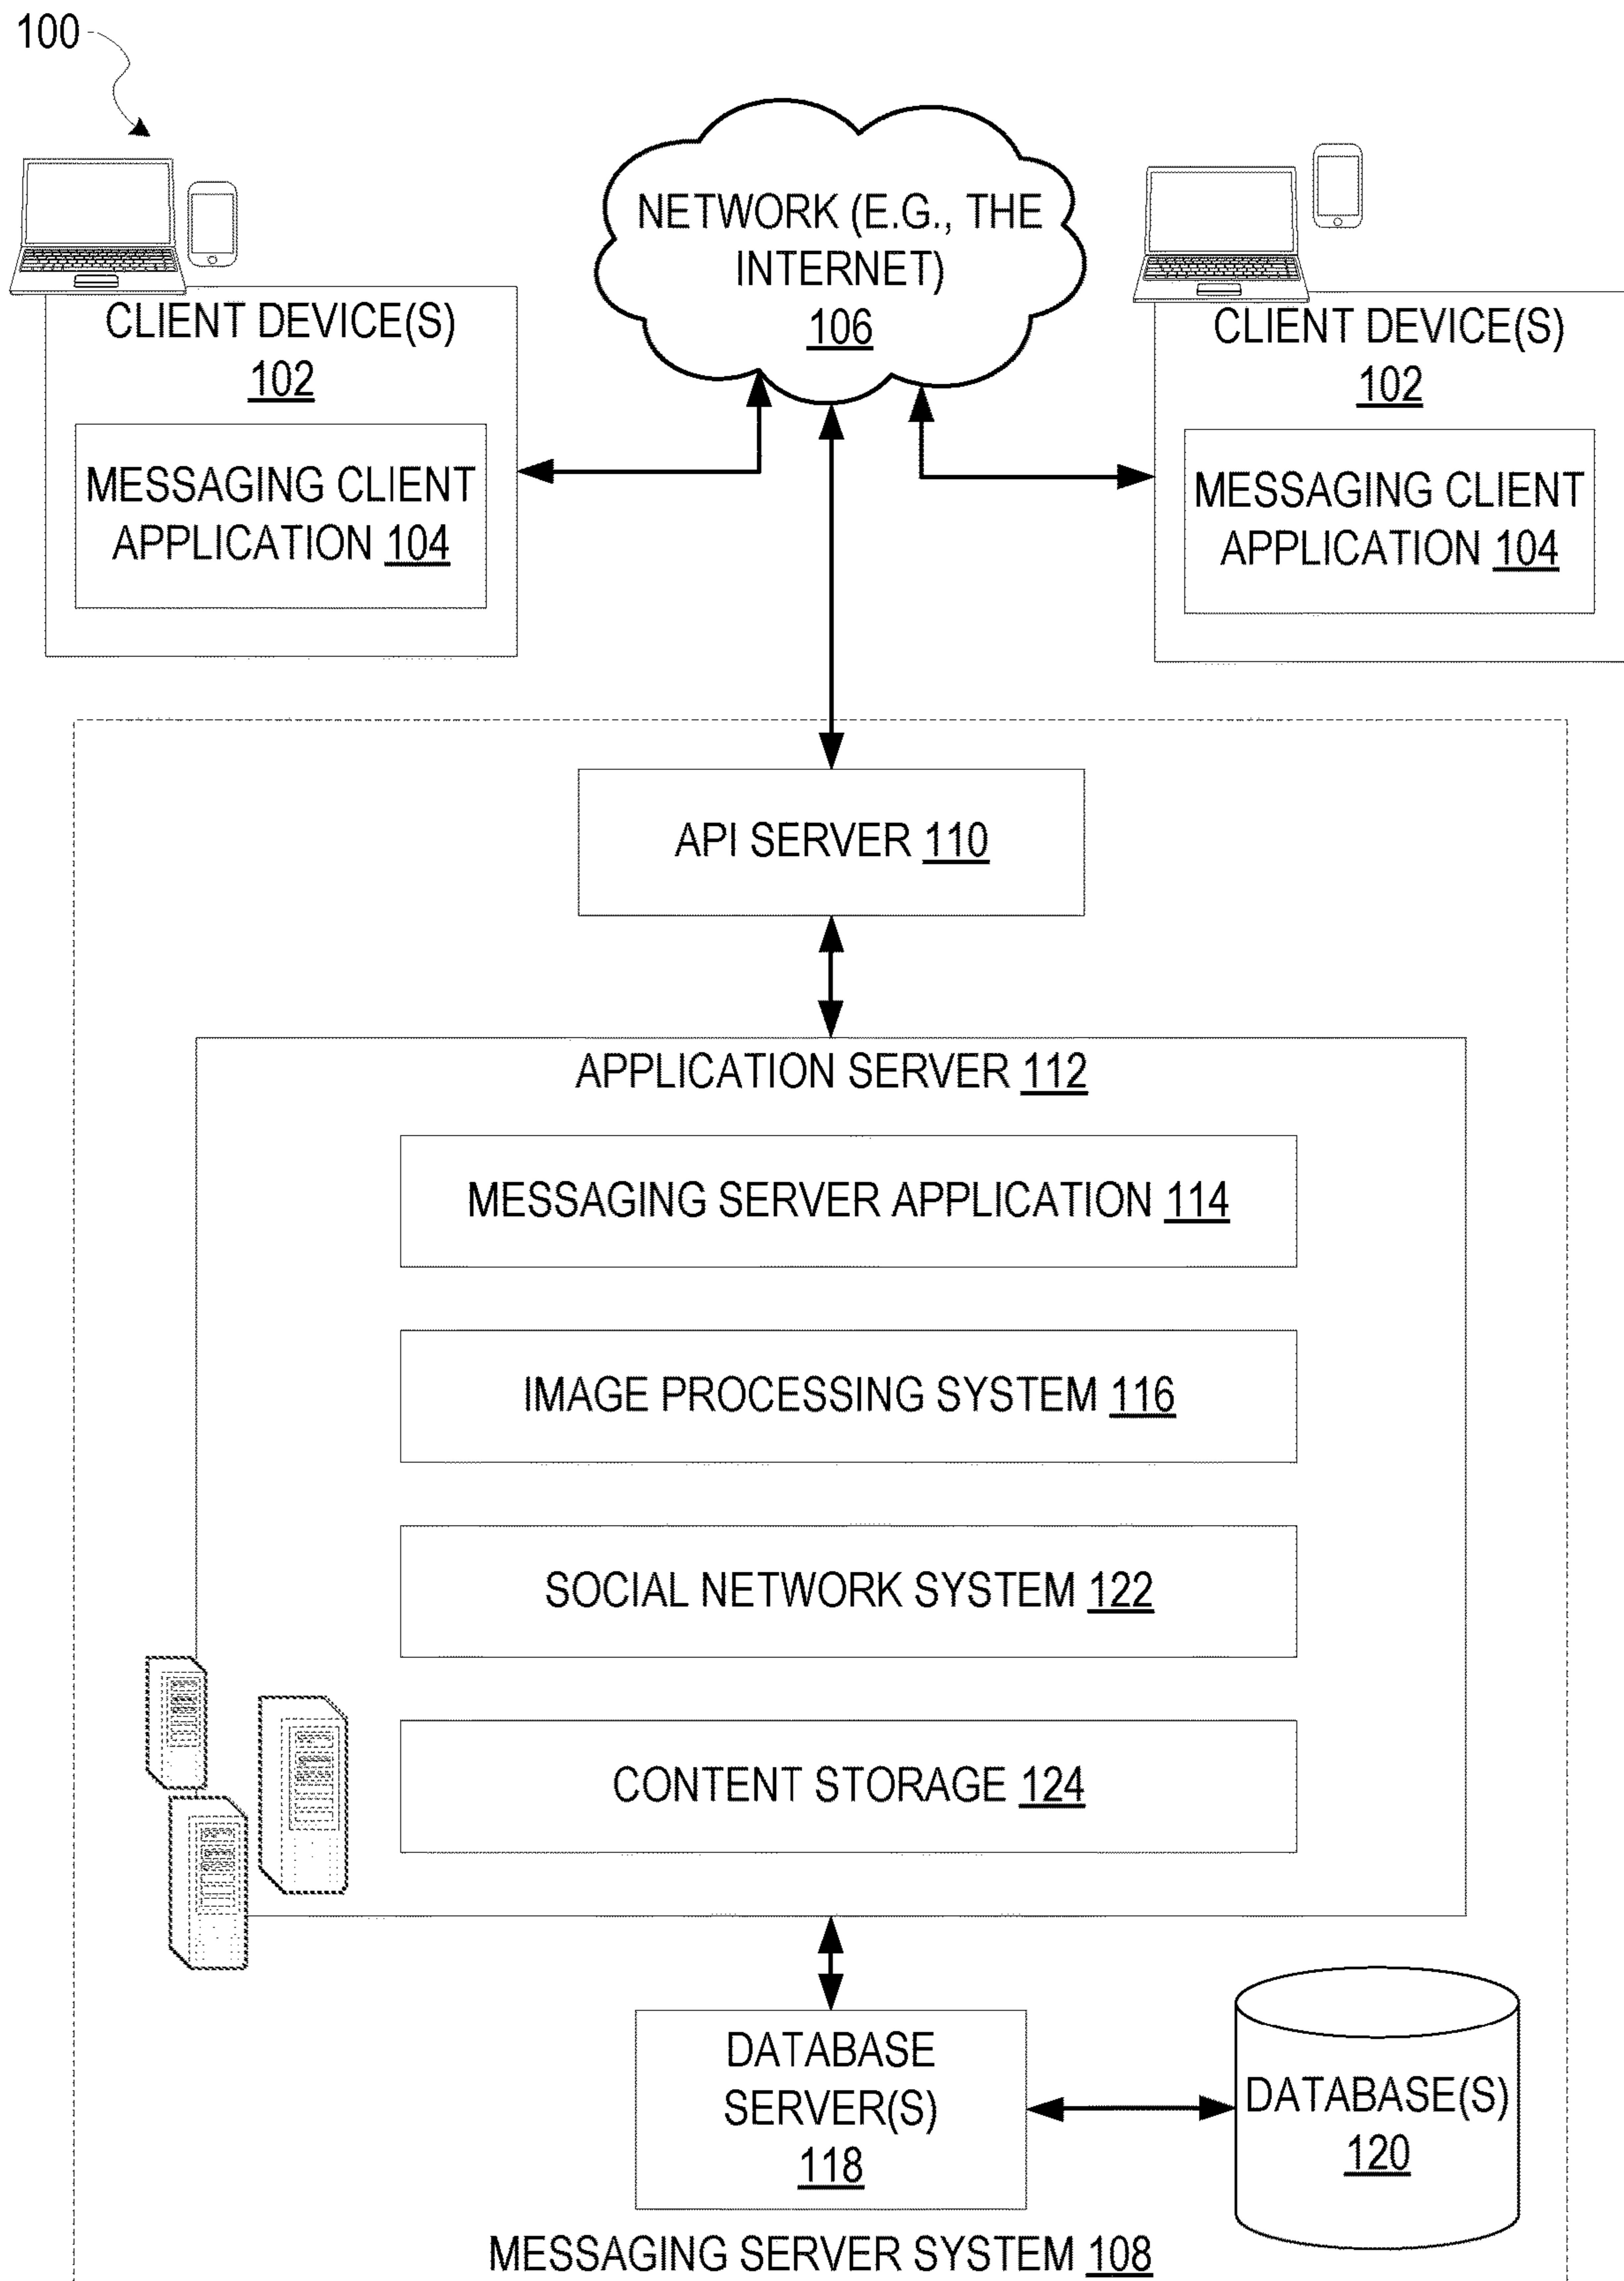 100
NETWORK (E.G., THE
INTERNET)
106
CLIENT DEVICE(S)
102
MESSAGING CLIENT
APPLICATION 104
CLIENT DEVICE(S)
102
MESSAGING CLIENT
APPLICATION 104
API SERVER 110
APPLICATION SERVER 112
MESSAGING SERVER APPLICATION 114
IMAGE PROCESSING SYSTEM 116
SOCIAL NETWORK SYSTEM 122
CONTENT STORAGE 124
DATABASE
SERVER(S)
118
DATABASE(S)
120
MESSAGING SERVER SYSTEM 108